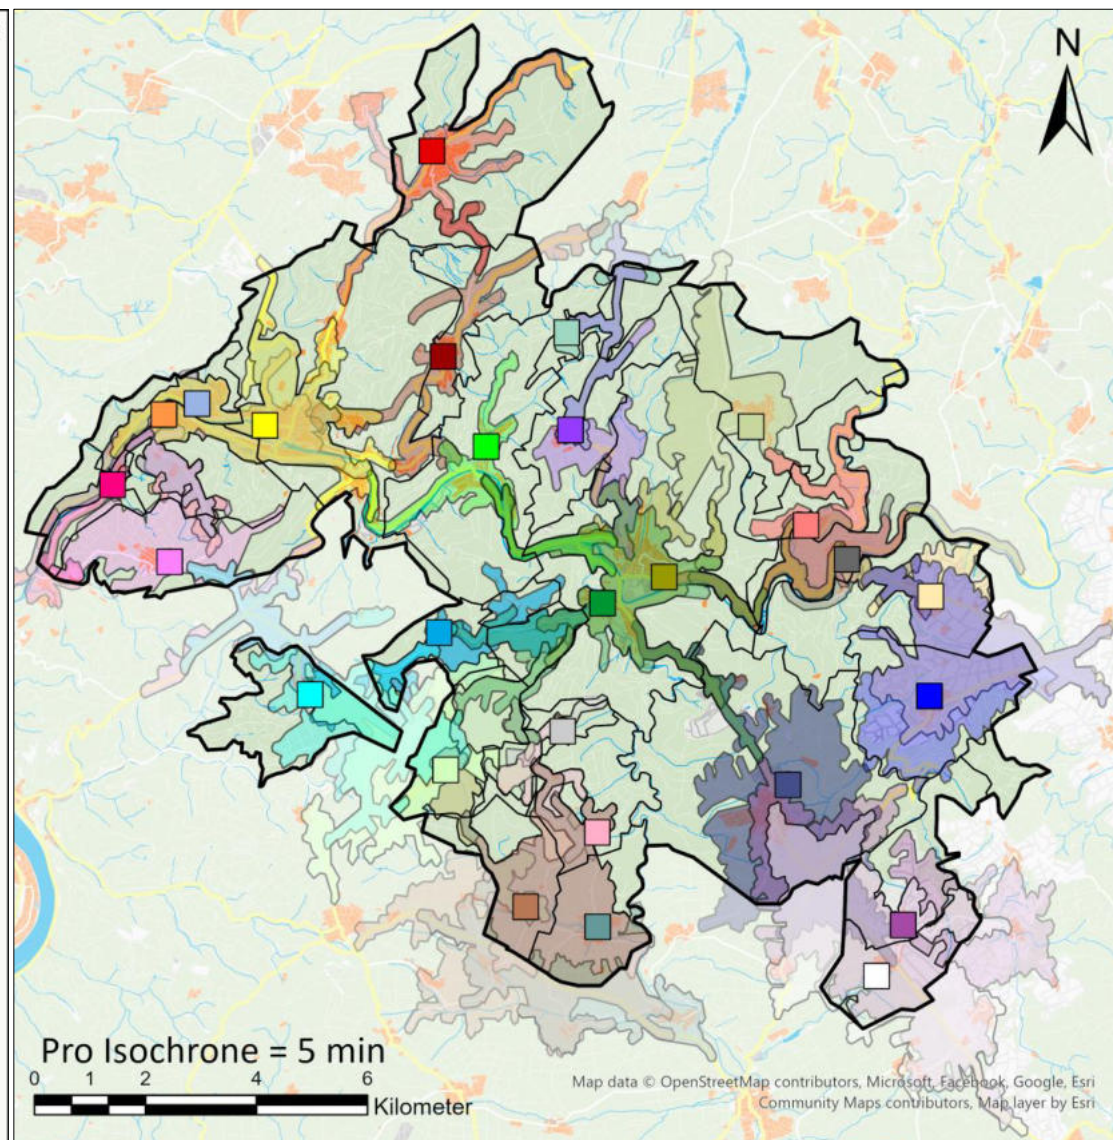 N
Pro Isochrone = 5 min
0 1 2 4 6
Kilometer
Map data © OpenStreetMap contributors, Microsoft, Facebook, Google, Esri
Community Maps contributors, Map layer by Esri